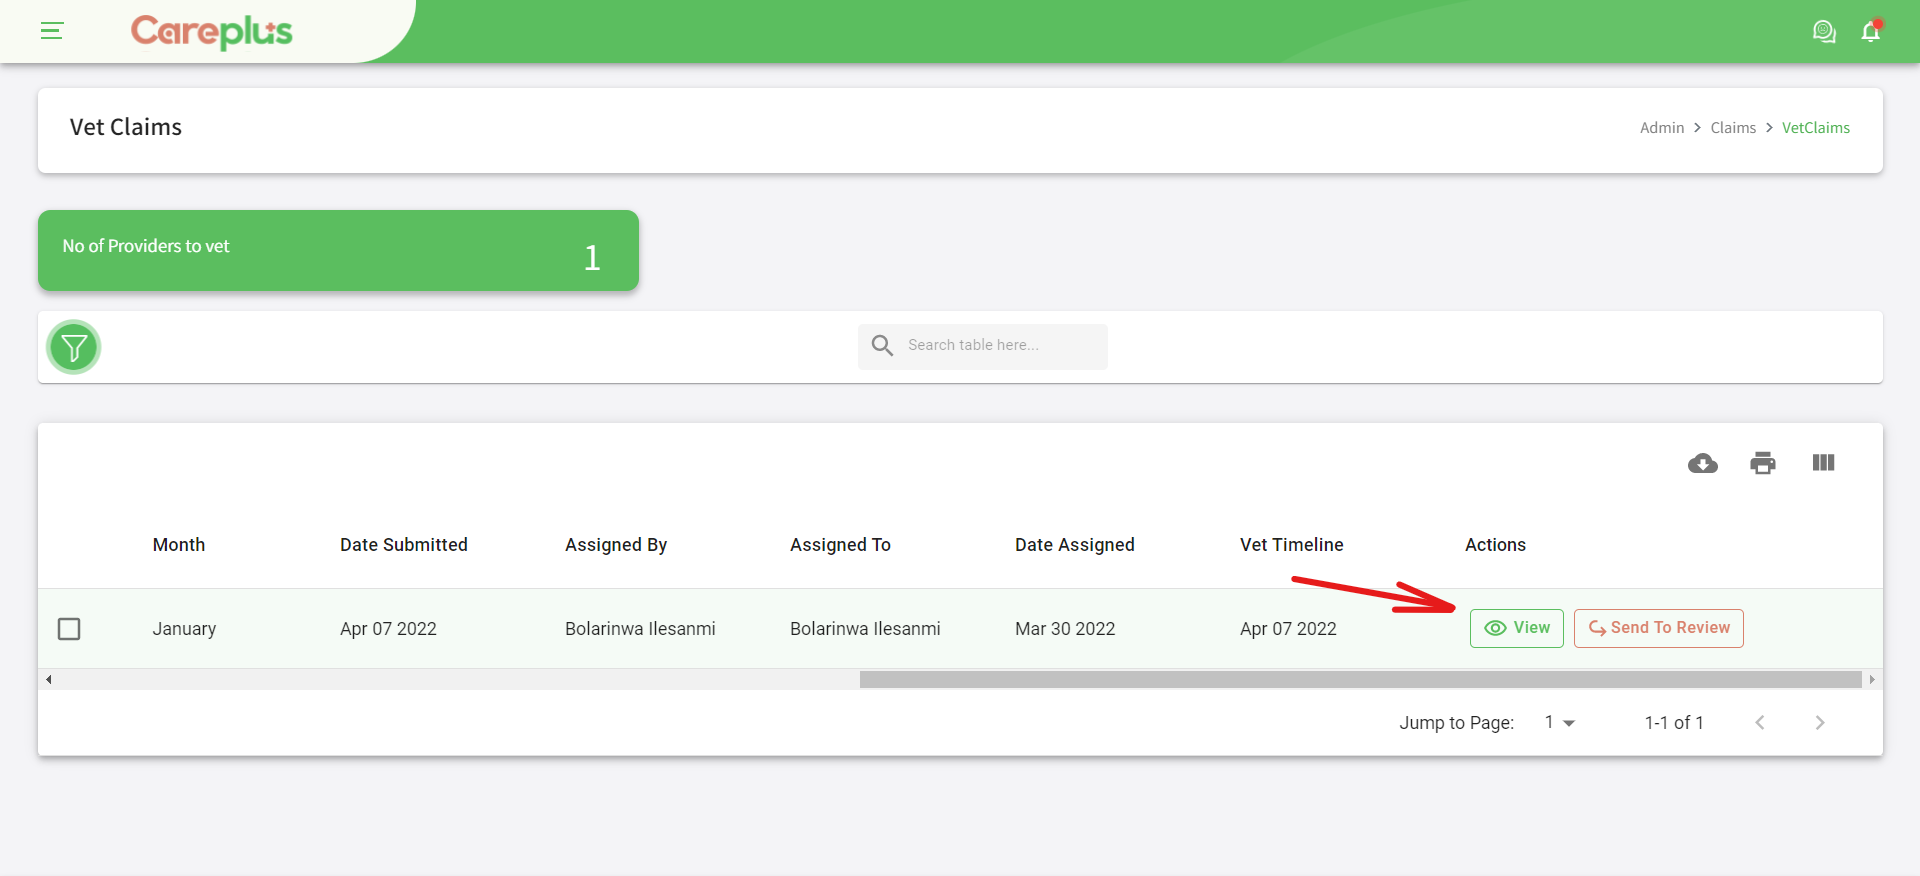 Careplus
Vet Claims
Admin > Claims > VetClaims
No of Providers to vet
1
Search table here...
Month Date Submitted Assigned By Assigned To Date Assigned Vet Timeline Actions
January Apr 07 2022 Bolarinwa Ilesanmi Bolarinwa Ilesanmi Mar 30 2022 Apr 07 2022 View Send To Review
Jump to Page: 1 1-1 of 1